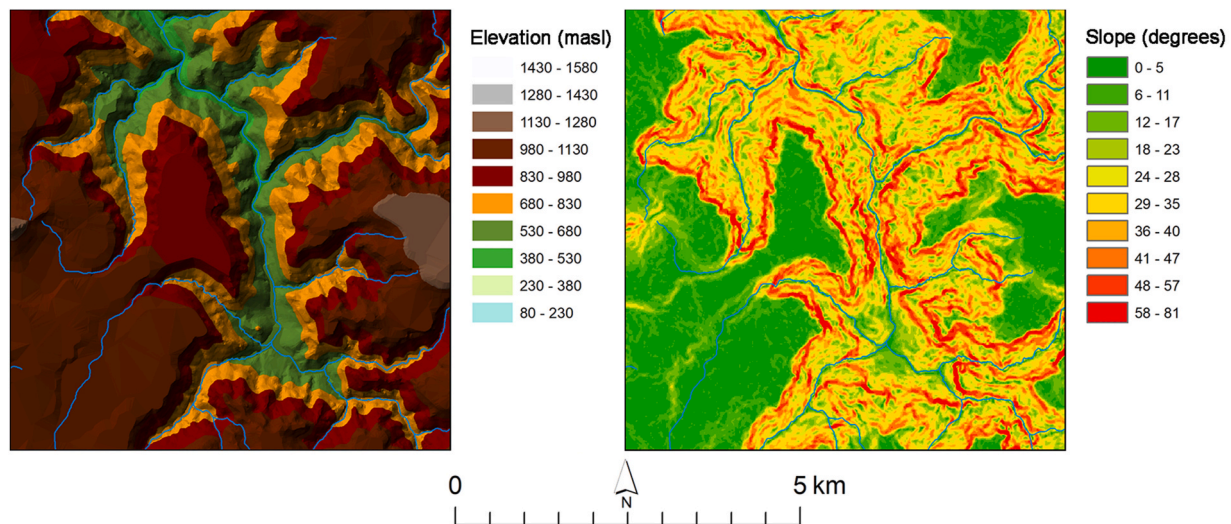 Elevation (masl)
1430 - 1580
1280 - 1430
1130 - 1280
980 - 1130
830 - 980
680 - 830
530 - 680
380 - 530
230 - 380
80 - 230
Slope (degrees)
0 - 5
6 - 11
12 - 17
18 - 23
24 - 28
29 - 35
36 - 40
41 - 47
48 - 57
58 - 81
0
5 km
N